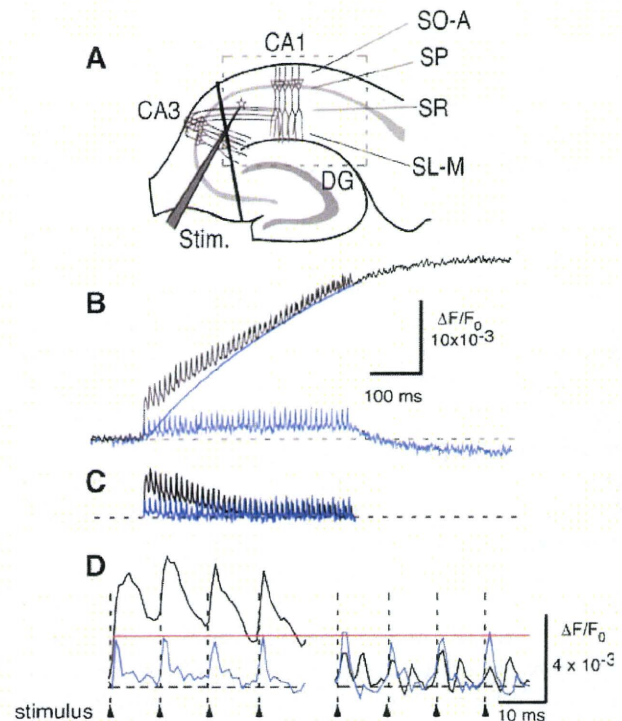 A
CA1
SO-A
SP
CA3
SR
SL-M
DG
Stim.
B
ΔF/F₀
10x10⁻³
100 ms
C
D
ΔF/F₀
4 x 10⁻³
stimulus
10 ms